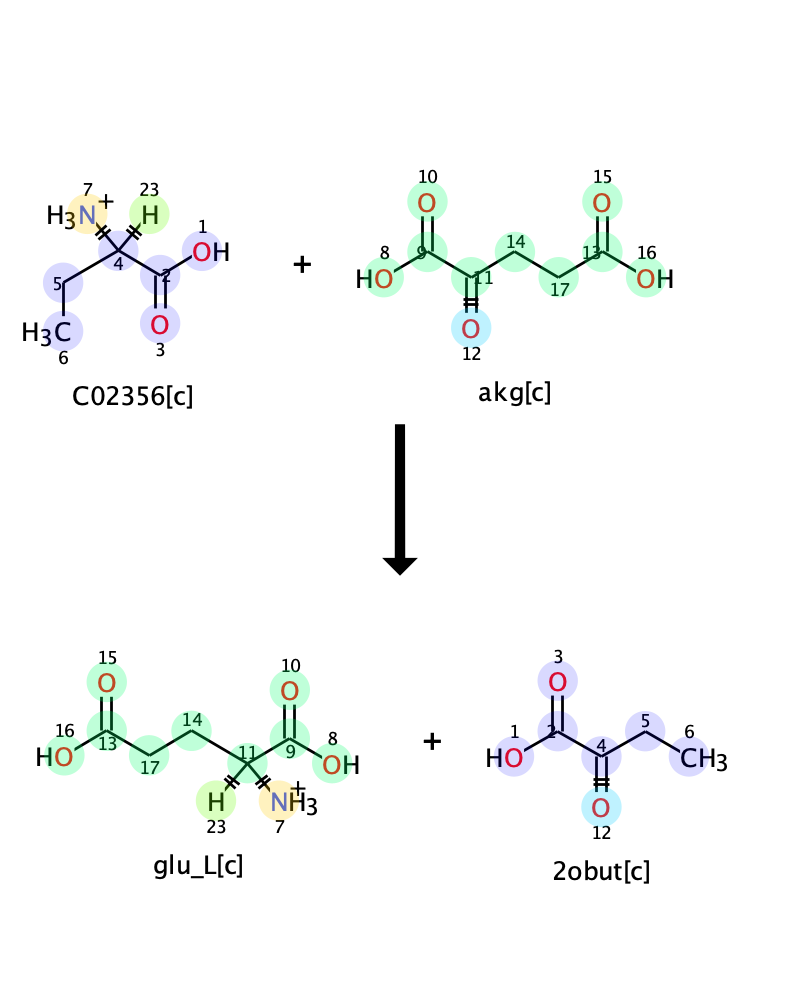 7 + 23 1
H₃N H OH
4 2
5
H₃C O
6 3
C02356[c]
+
10 15
O O
8 9 14 13 16
HO 11 17 OH
O
12
akg[c]
15 10
O O
16 14 8
HO 13 17 11 9 OH
H NH₃ +
23 7
glu_L[c]
+
3
O
1 2 4 5 6
HO CH₃
O
12
2obut[c]